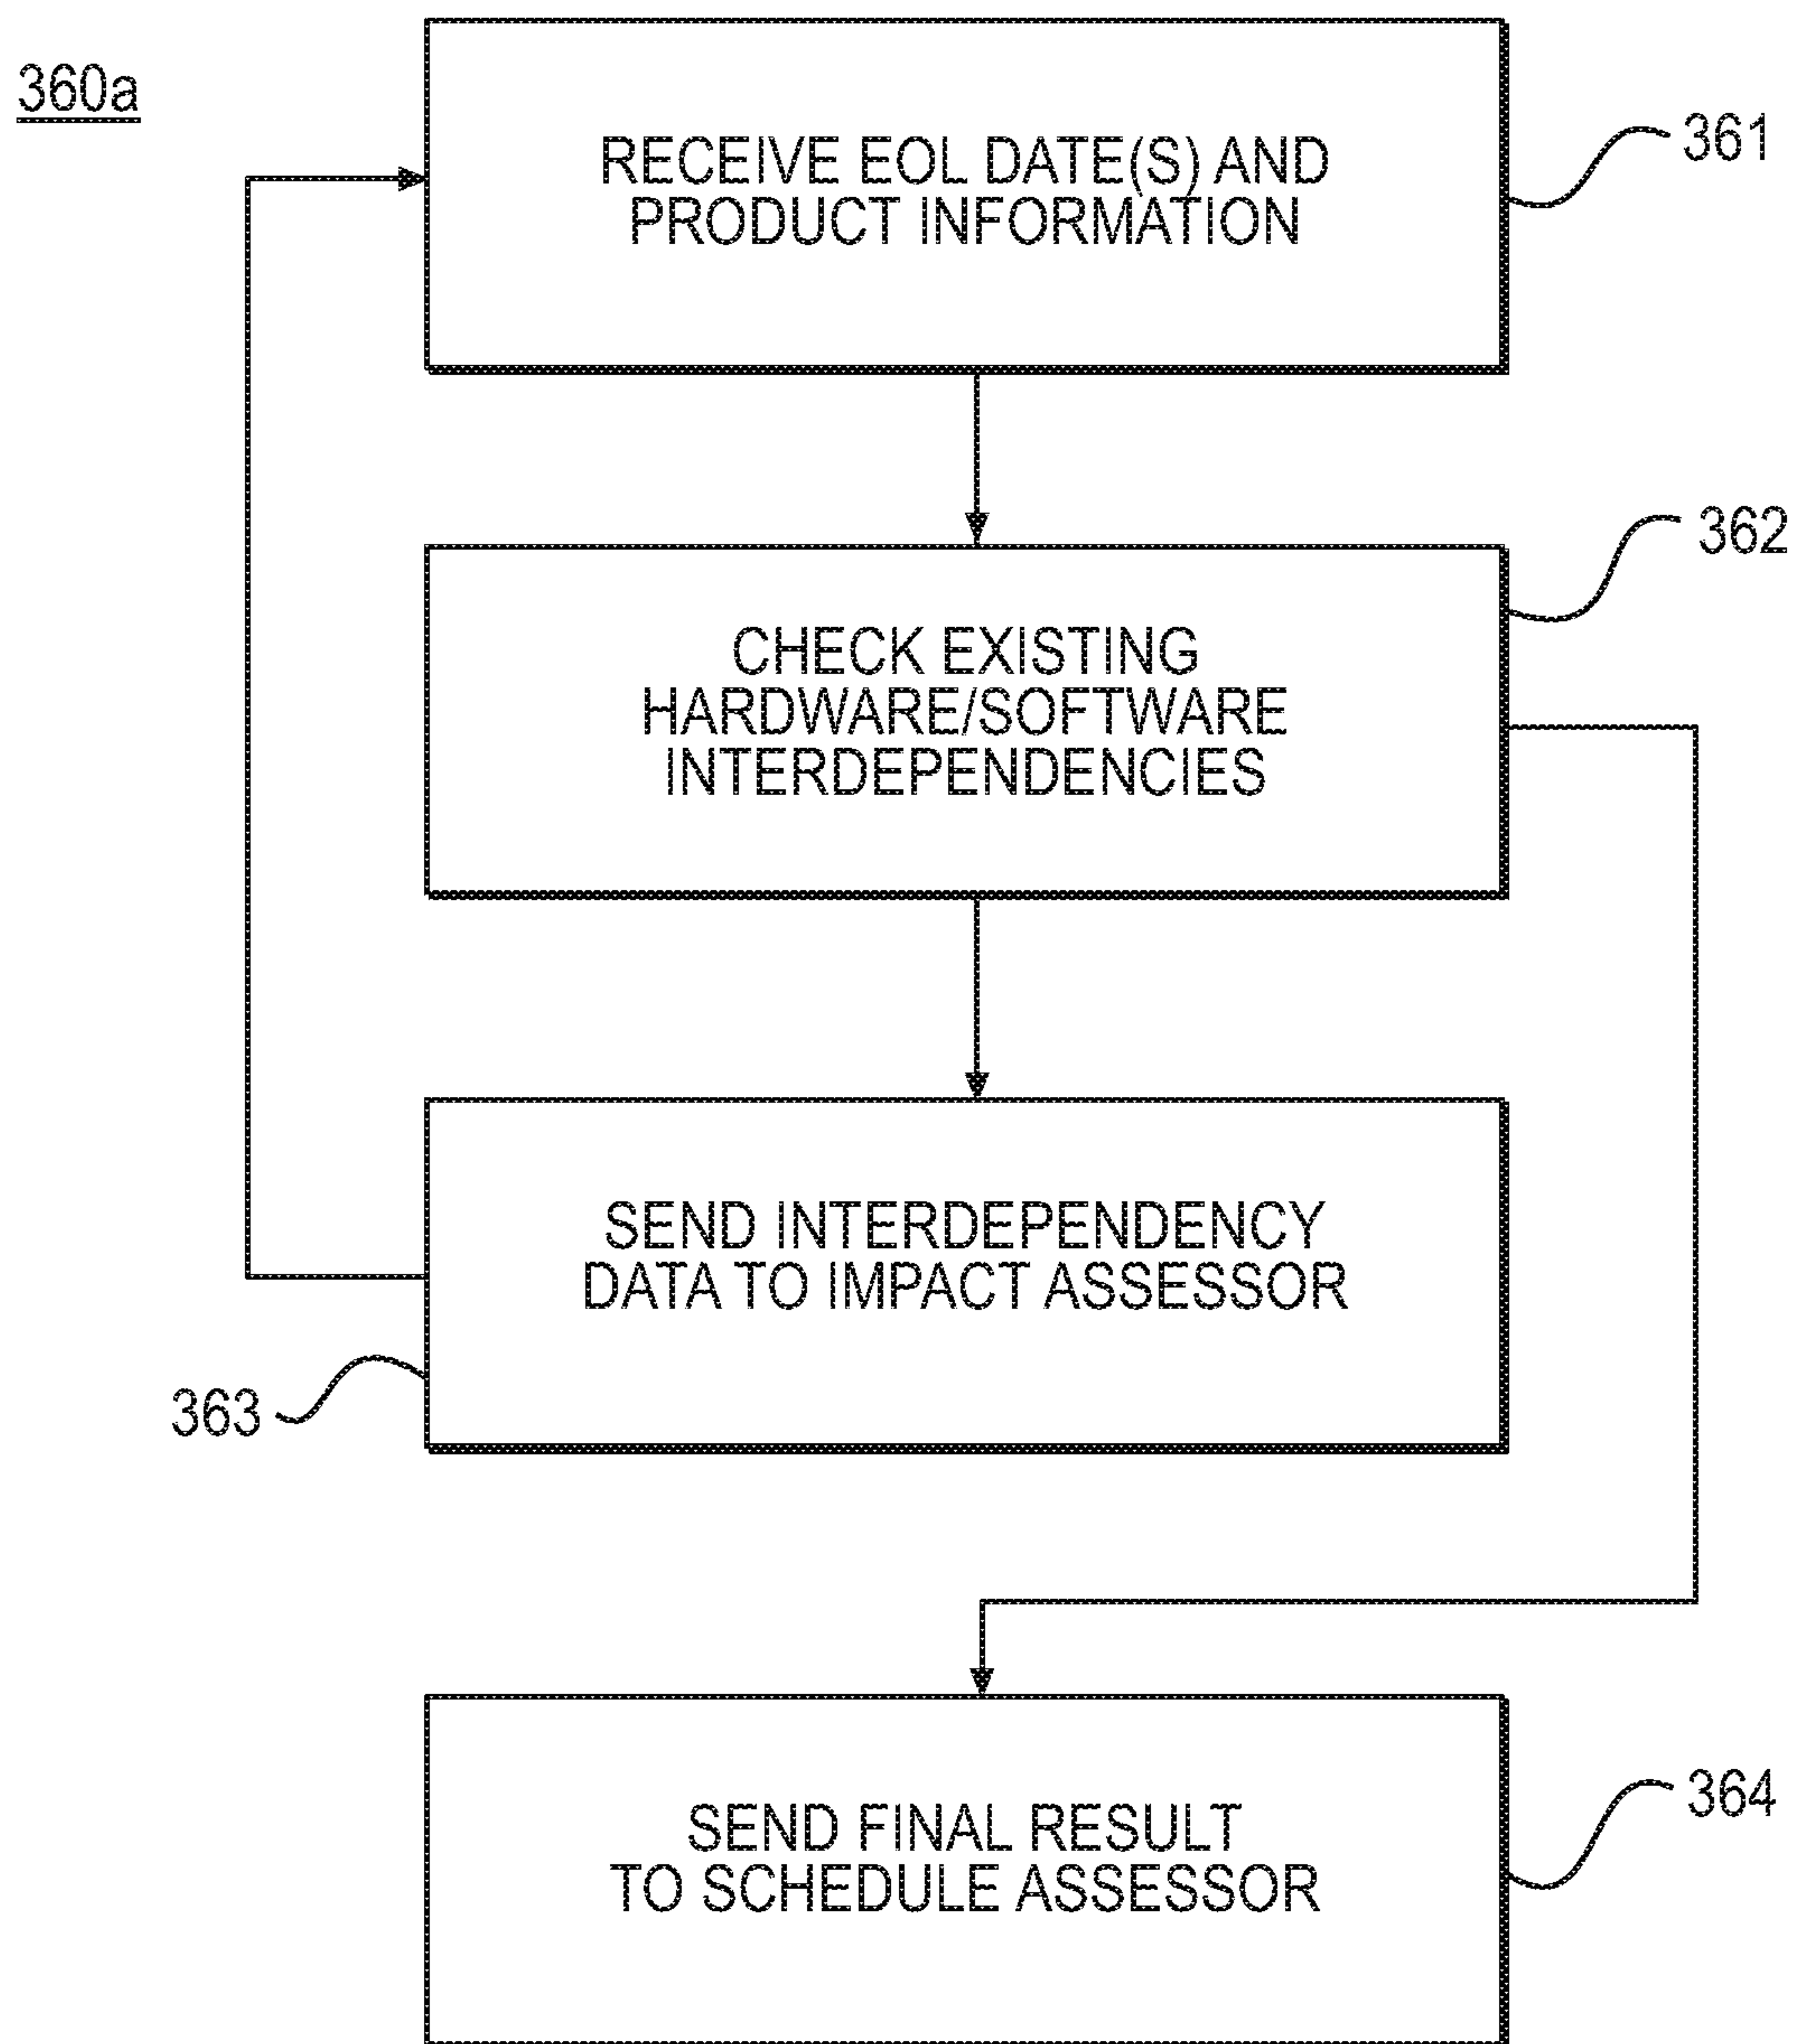 360a
RECEIVE EOL DATE(S) AND
PRODUCT INFORMATION
361
CHECK EXISTING
HARDWARE/SOFTWARE
INTERDEPENDENCIES
362
SEND INTERDEPENDENCY
DATA TO IMPACT ASSESSOR
363
SEND FINAL RESULT
TO SCHEDULE ASSESSOR
364